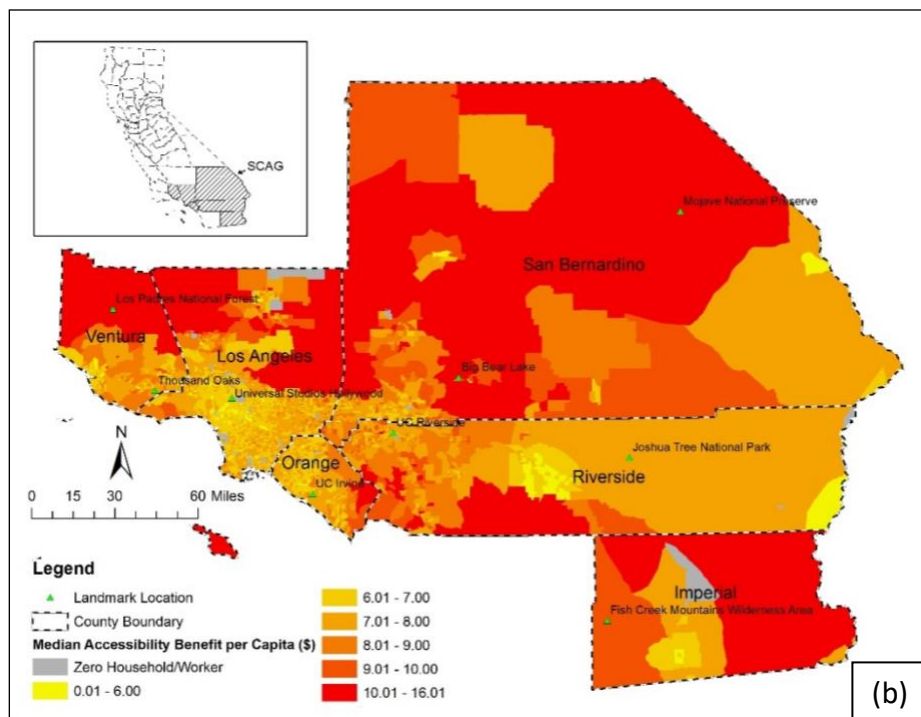 SCAG
Mojave National Preserve
San Bernardino
Los Padres National Forest
Ventura
Los Angeles
Big Bear Lake
Thousand Oaks
Universal Studios Hollywood
UC Riverside
Joshua Tree National Park
Orange
Riverside
UC Irvine
N
0 15 30 60 Miles
Imperial
Fish Creek Mountains Wilderness Area
Legend
Landmark Location
County Boundary
Median Accessibility Benefit per Capita ($)
Zero Household/Worker
0.01 - 6.00
6.01 - 7.00
7.01 - 8.00
8.01 - 9.00
9.01 - 10.00
10.01 - 16.01
(b)